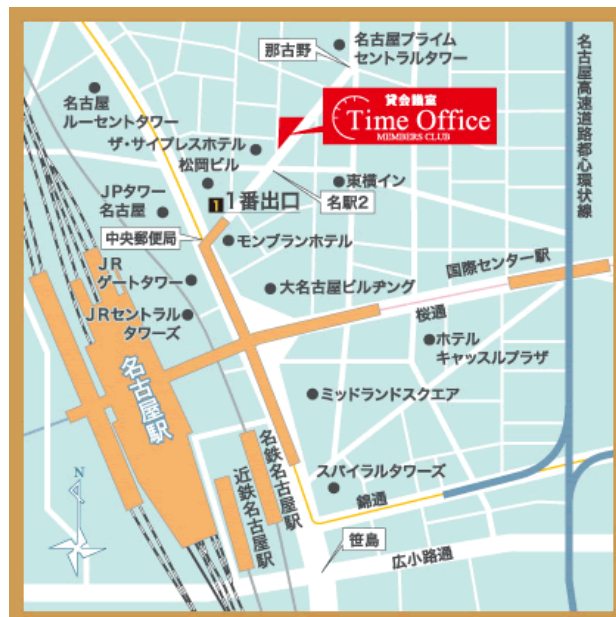 名古屋プライム
セントラルタワー
那古野
名古屋高速道路都心環状線
貸会議室
Time Office
MEMBERS CLUB
名古屋
ルーセントタワー
ザ・サイプレスホテル
松岡ビル
東横イン
JPタワー
名古屋
1
1番出口
名駅2
中央郵便局
モンブランホテル
JR
ゲートタワー
国際センター駅
大名古屋ビルヂング
JRセントラル
タワーズ
桜通
ホテル
キャッスルプラザ
名古屋駅
ミッドランドスクエア
名鉄名古屋駅
近鉄名古屋駅
スパイラルタワーズ
錦通
N
笹島
広小路通